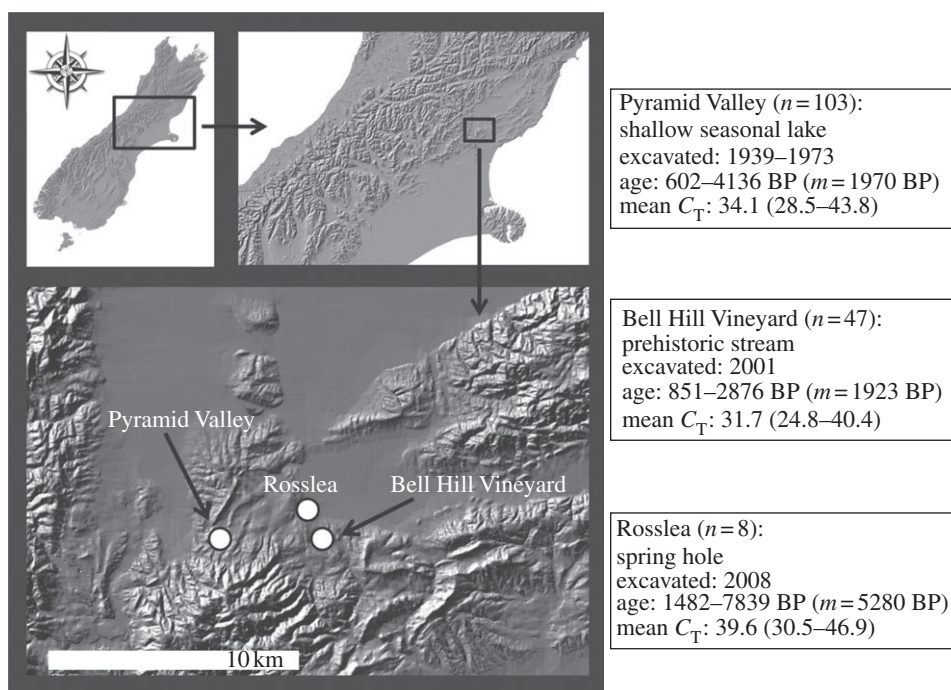 Pyramid Valley (n = 103):
shallow seasonal lake
excavated: 1939–1973
age: 602–4136 BP (m = 1970 BP)
mean C_T: 34.1 (28.5–43.8)
Bell Hill Vineyard (n = 47):
prehistoric stream
excavated: 2001
age: 851–2876 BP (m = 1923 BP)
mean C_T: 31.7 (24.8–40.4)
Rosslea (n = 8):
spring hole
excavated: 2008
age: 1482–7839 BP (m = 5280 BP)
mean C_T: 39.6 (30.5–46.9)
Pyramid Valley
Rosslea
Bell Hill Vineyard
10 km